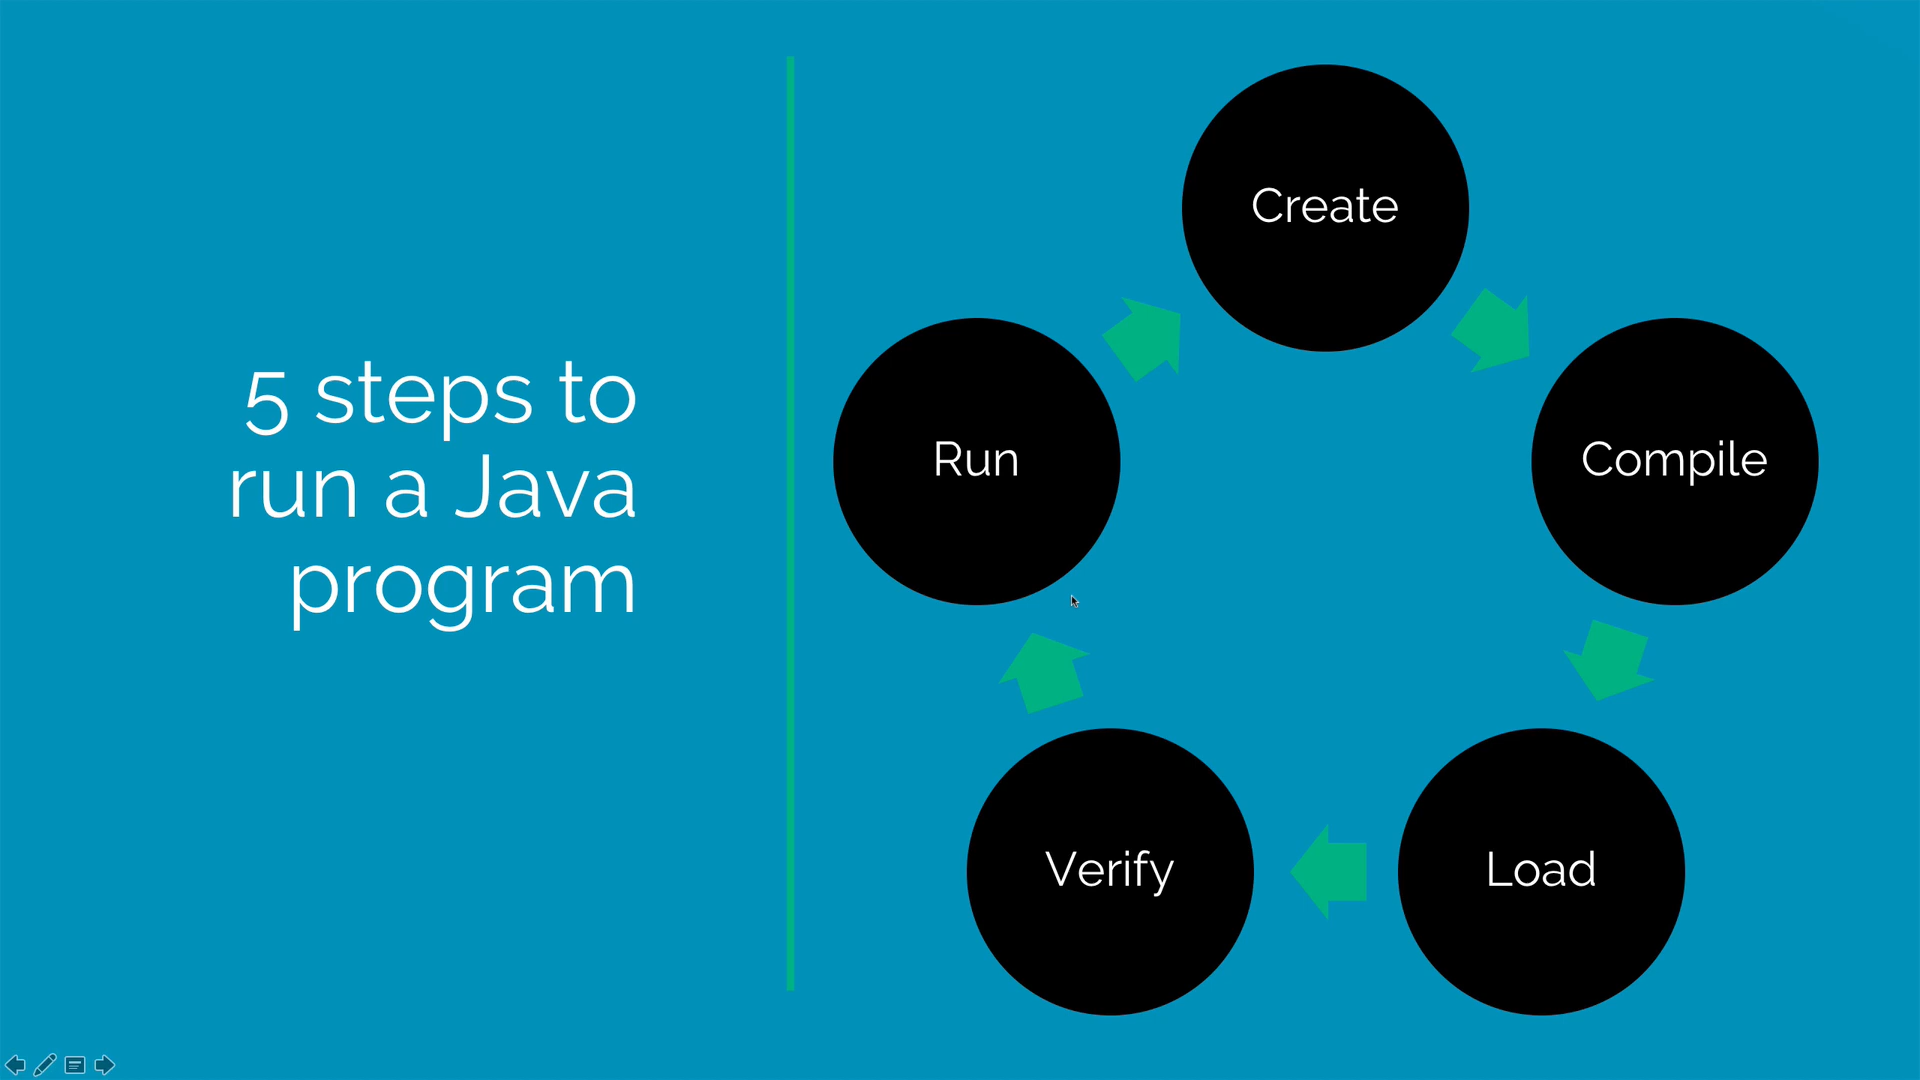 5 steps to
run a Java
program
Create
Compile
Load
Verify
Run